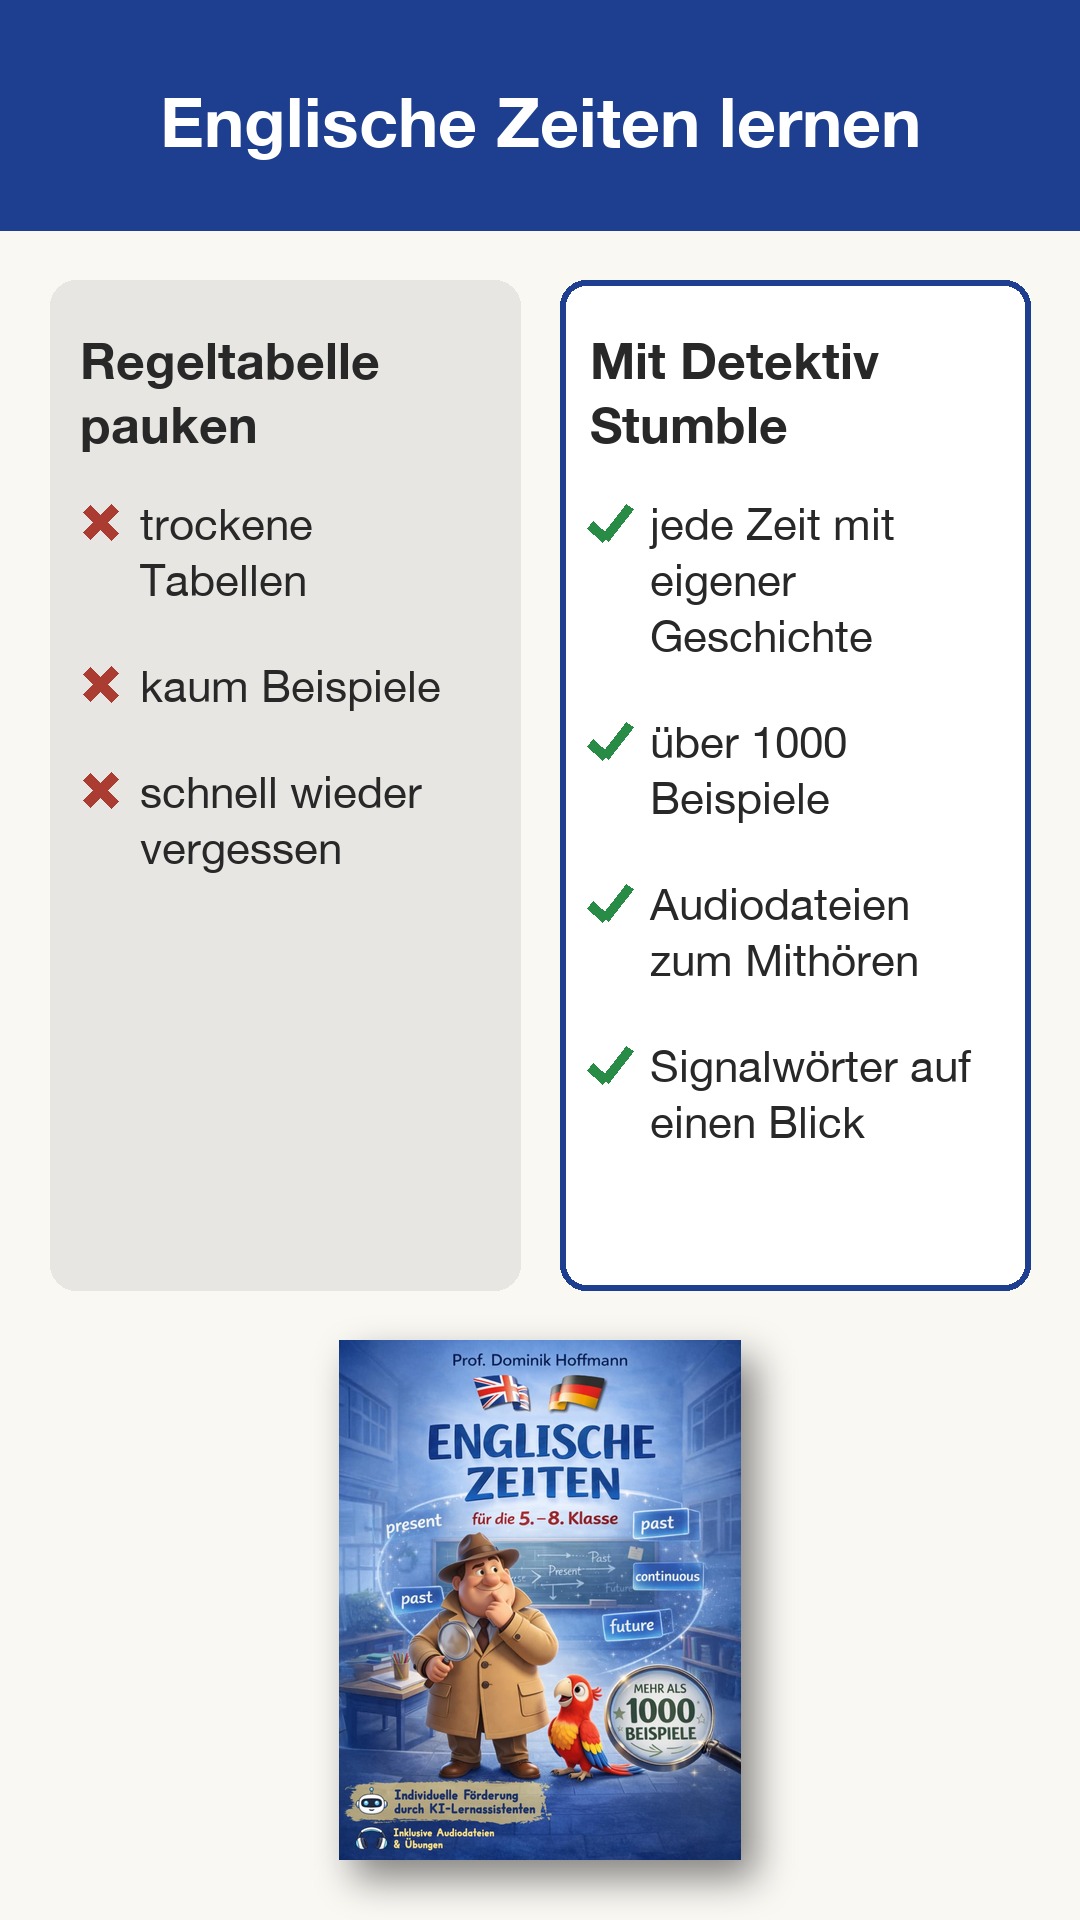 Englische Zeiten lernen
Regeltabelle
pauken
trockene
Tabellen
kaum Beispiele
schnell wieder
vergessen
Mit Detektiv
Stumble
jede Zeit mit
eigener
Geschichte
über 1000
Beispiele
Audiodateien
zum Mithören
Signalwörter auf
einen Blick
Prof. Dominik Hoffmann
ENGLISCHE
ZEITEN
für die 5.–8. Klasse
present
past
Past
Present
continuous
Future
past
future
MEHR ALS
1000
BEISPIELE
Individuelle Förderung
durch KI-Lernassistenten
Inklusive Audiodateien
& Übungen